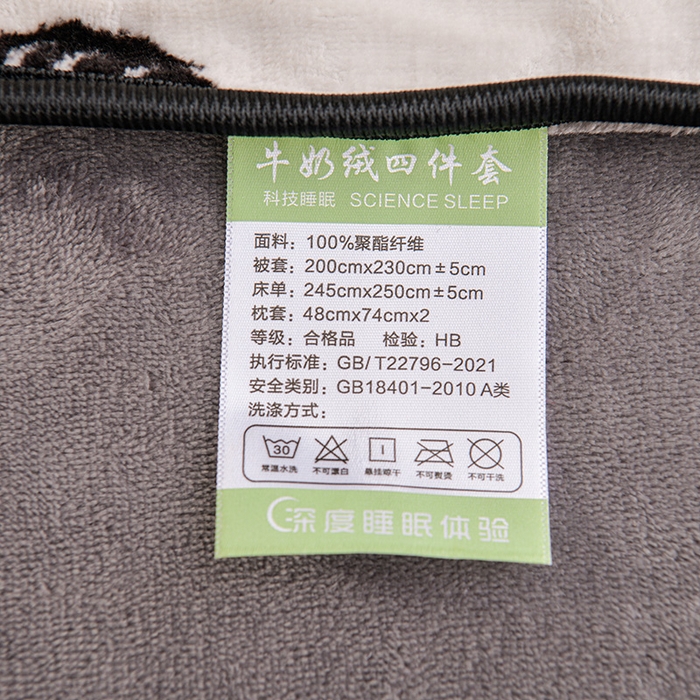 牛奶绒四件套
科技睡眠 SCIENCE SLEEP
面料：100%聚酯纤维
被套：200cmx230cm±5cm
床单：245cmx250cm±5cm
枕套：48cmx74cmx2
等级：合格品 检验：HB
执行标准：GB/T22796-2021
安全类别：GB18401-2010 A类
洗涤方式：
30
常温水洗 不可漂白 悬挂晾干 不可熨烫 不可干洗
深度睡眠体验